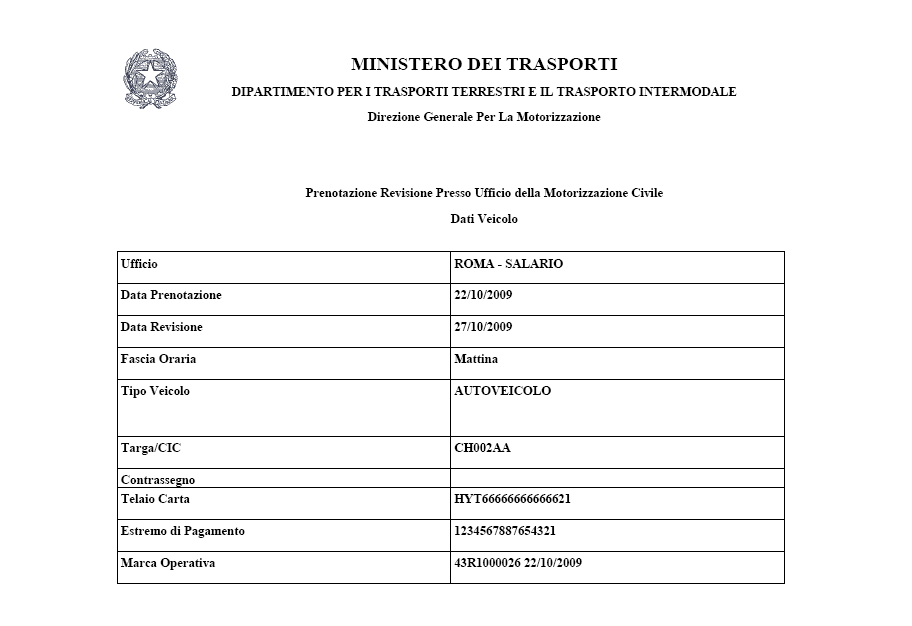 MINISTERO DEI TRASPORTI
DIPARTIMENTO PER I TRASPORTI TERRESTRI E IL TRASPORTO INTERMODALE
Direzione Generale Per La Motorizzazione
Prenotazione Revisione Presso Ufficio della Motorizzazione Civile
Dati Veicolo
Ufficio ROMA - SALARIO
Data Prenotazione 22/10/2009
Data Revisione 27/10/2009
Fascia Oraria Mattina
Tipo Veicolo AUTOVEICOLO
Targa/CIC CH002AA
Contrassegno
Telaio Carta HYT66666666666621
Estremo di Pagamento 1234567887654321
Marca Operativa 43R1000026 22/10/2009